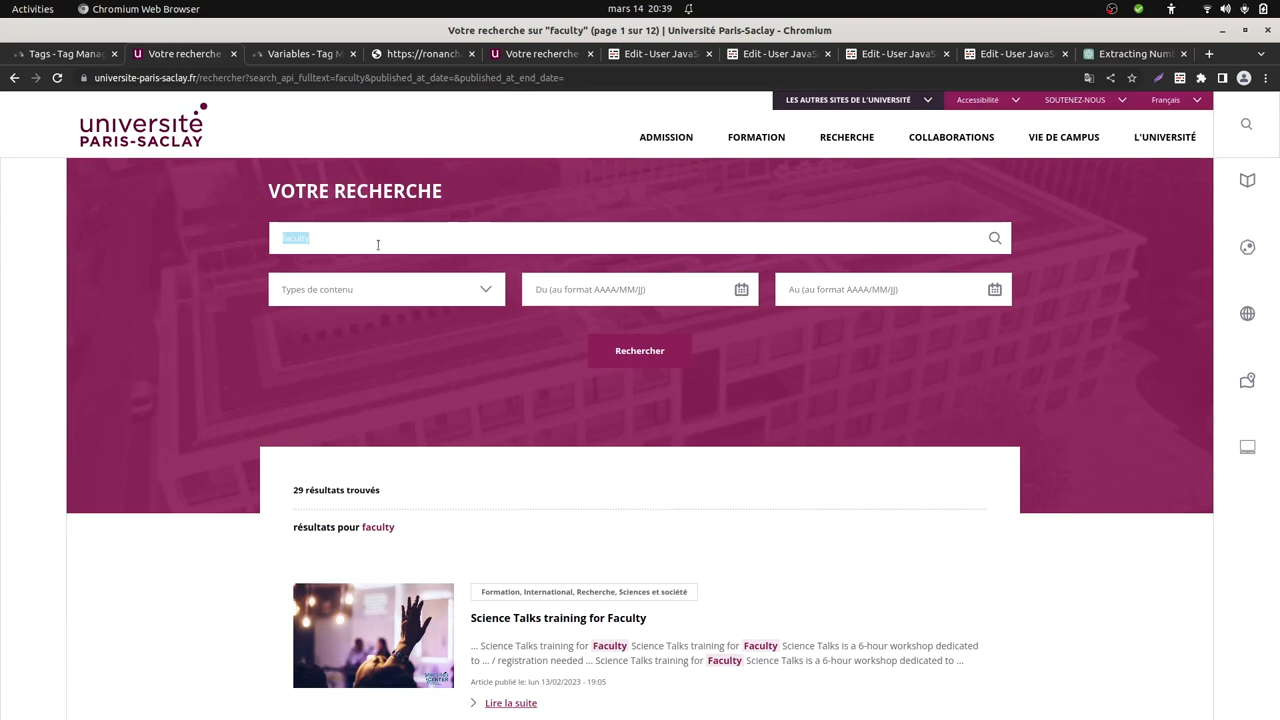 Activities
Chromium Web Browser
mars 14 20:39
Votre recherche sur "faculty" (page 1 sur 12) | Université Paris-Saclay - Chromium
Tags - Tag Mana
Votre recherche
Variables - Tag M
https://ronanch
Votre recherche
Edit - User JavaS
Edit - User JavaS
Edit - User JavaS
Edit - User JavaS
Extracting Num
universite-paris-saclay.fr/rechercher?search_api_fulltext=faculty&published_at_date=&published_at_end_date=
LES AUTRES SITES DE L'UNIVERSITÉ
Accessibilité
SOUTENEZ-NOUS
Français
université
PARIS-SACLAY
ADMISSION
FORMATION
RECHERCHE
COLLABORATIONS
VIE DE CAMPUS
L'UNIVERSITÉ
VOTRE RECHERCHE
faculty
Types de contenu
Du (au format AAAA/MM/JJ)
Au (au format AAAA/MM/JJ)
Rechercher
29 résultats trouvés
résultats pour faculty
Formation, International, Recherche, Sciences et société
Science Talks training for Faculty
... Science Talks training for Faculty Science Talks training for Faculty Science Talks is a 6-hour workshop dedicated
to ... / registration needed ... Science Talks training for Faculty Science Talks is a 6-hour workshop dedicated to ...
Article publié le: lun 13/02/2023 - 19:05
Lire la suite